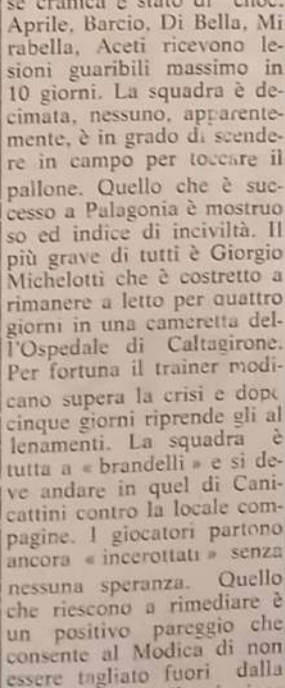 se cranica e stato di choc.
Aprile, Barcio, Di Bella, Mi
rabella, Aceti ricevono le-
sioni guaribili massimo in
10 giorni. La squadra è de-
cimata, nessuno, apparente-
mente, è in grado di scende-
re in campo per toccare il
pallone. Quello che è suc-
cesso a Palagonia è mostruo
so ed indice di inciviltà. Il
più grave di tutti è Giorgio
Michelotti che è costretto a
rimanere a letto per quattro
giorni in una cameretta del-
l'Ospedale di Caltagirone.
Per fortuna il trainer modi-
cano supera la crisi e dopo
cinque giorni riprende gli al
lenamenti. La squadra è
tutta a « brandelli » e si de-
ve andare in quel di Cani-
cattini contro la locale com-
pagine. I giocatori partono
ancora « incerottati » senza
nessuna speranza. Quello
che riescono a rimediare è
un positivo pareggio che
consente al Modica di non
essere tagliato fuori dalla